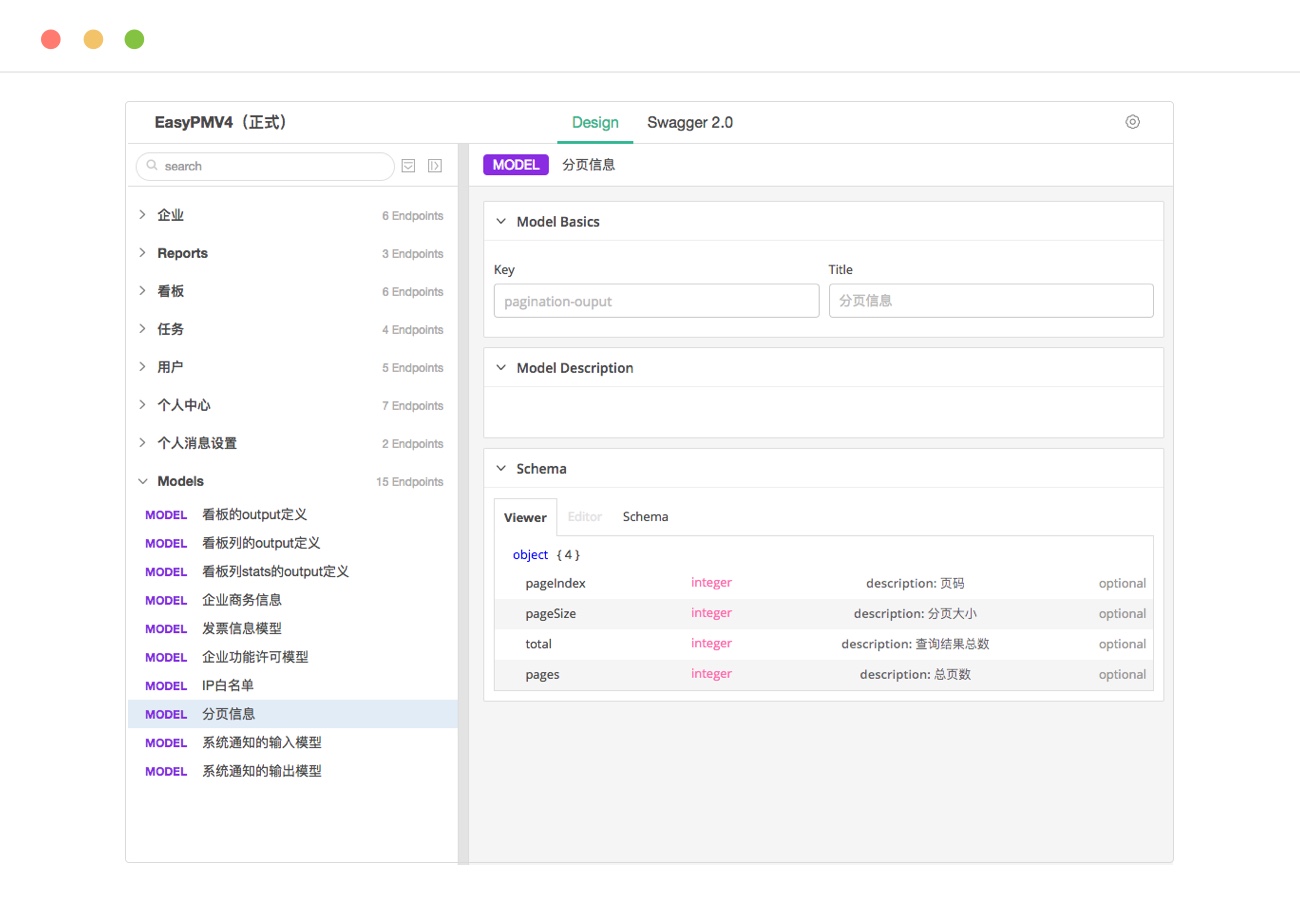 EasyPMV4（正式）
Design
Swagger 2.0
search
企业 6 Endpoints
Reports 3 Endpoints
看板 6 Endpoints
任务 4 Endpoints
用户 5 Endpoints
个人中心 7 Endpoints
个人消息设置 2 Endpoints
Models 15 Endpoints
MODEL 看板的output定义
MODEL 看板列的output定义
MODEL 看板列stats的output定义
MODEL 企业商务信息
MODEL 发票信息模型
MODEL 企业功能许可模型
MODEL IP白名单
MODEL 分页信息
MODEL 系统通知的输入模型
MODEL 系统通知的输出模型
MODEL 分页信息
Model Basics
Key
pagination-ouput
Title
分页信息
Model Description
Schema
Viewer Editor Schema
object {4}
pageIndex integer description: 页码 optional
pageSize integer description: 分页大小 optional
total integer description: 查询结果总数 optional
pages integer description: 总页数 optional